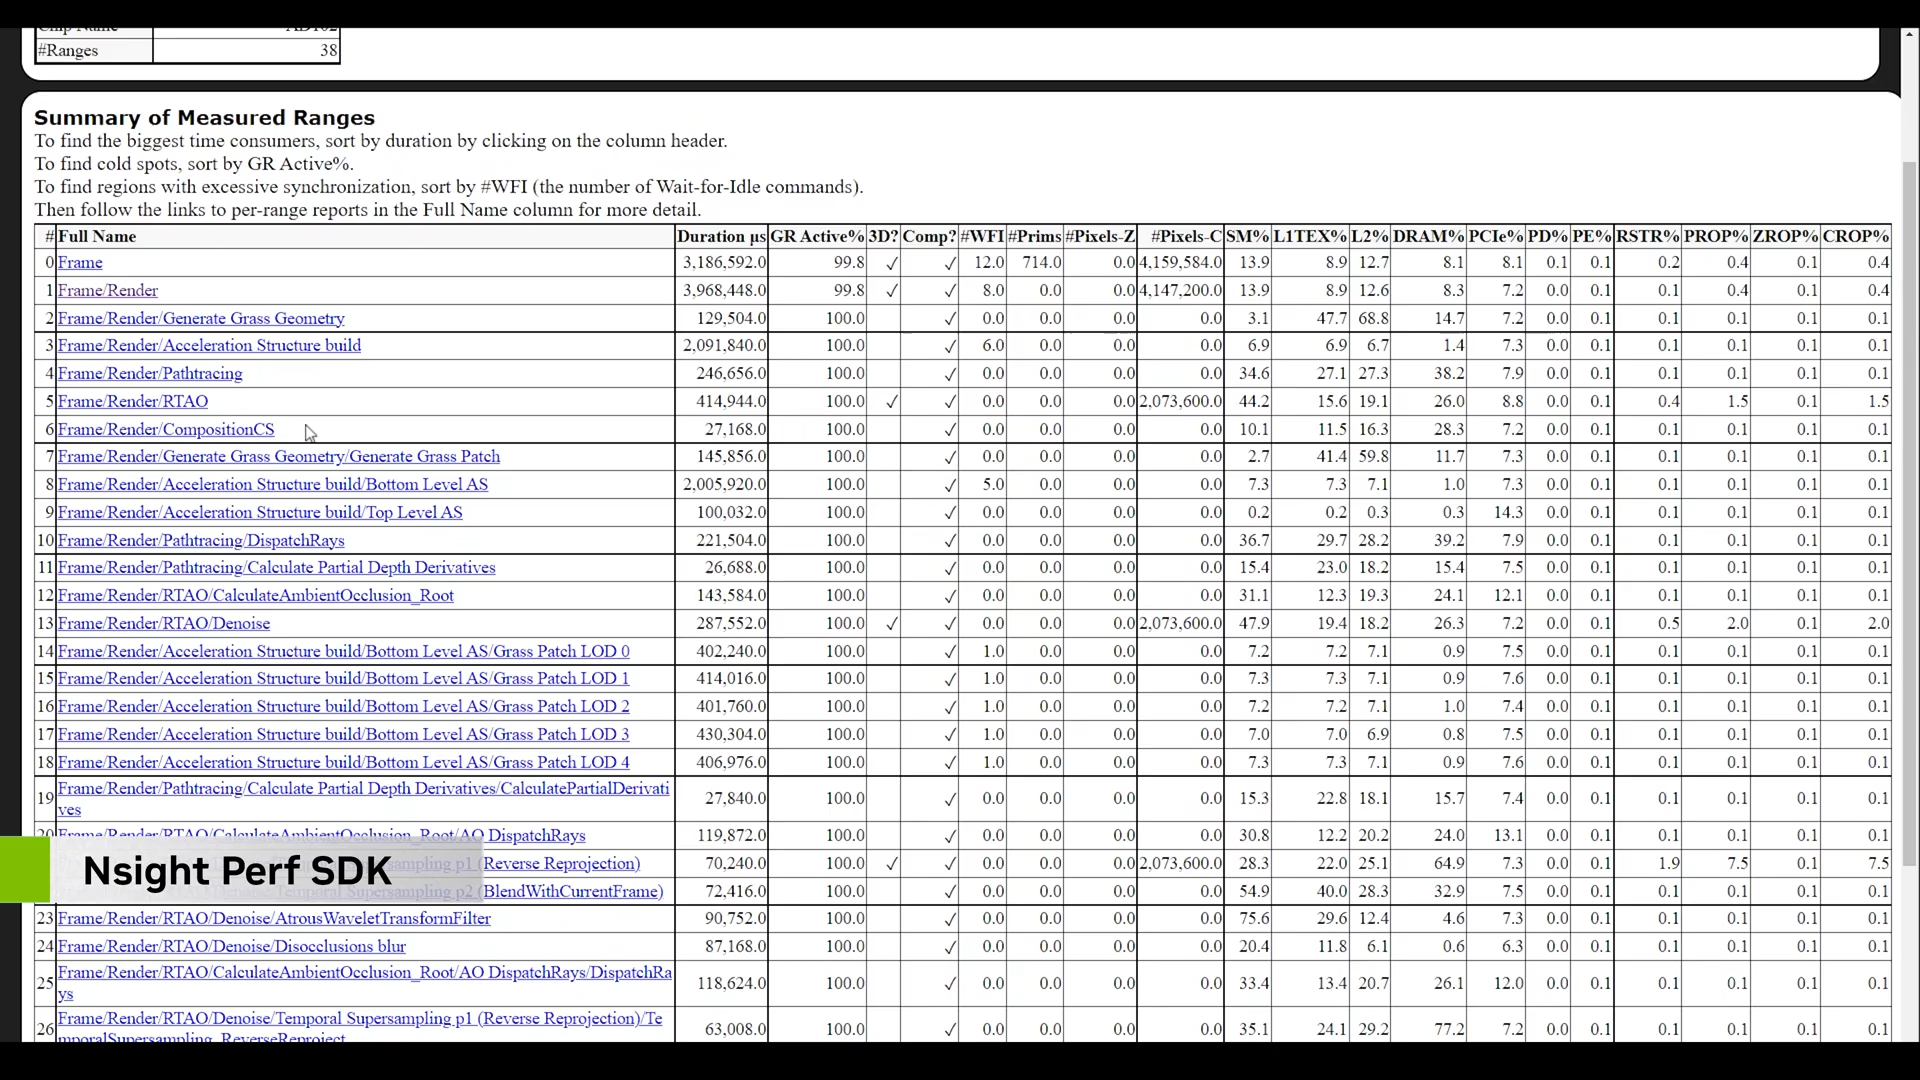 #Ranges 38
Summary of Measured Ranges
To find the biggest time consumers, sort by duration by clicking on the column header.
To find cold spots, sort by GR Active%.
To find regions with excessive synchronization, sort by #WFI (the number of Wait-for-Idle commands).
Then follow the links to per-range reports in the Full Name column for more detail.
# Full Name Duration µs GR Active% 3D? Comp? #WFI #Prims #Pixels-Z #Pixels-C SM% L1TEX% L2% DRAM% PCIe% PD% PE% RSTR% PROP% ZROP% CROP%
0 Frame 3,186,592.0 99.8 ✓ ✓ 12.0 714.0 0.0 4,159,584.0 13.9 8.9 12.7 8.1 8.1 0.1 0.1 0.2 0.4 0.1 0.4
1 Frame/Render 3,968,448.0 99.8 ✓ ✓ 8.0 0.0 0.0 4,147,200.0 13.9 8.9 12.6 8.3 7.2 0.0 0.1 0.1 0.4 0.1 0.4
2 Frame/Render/Generate Grass Geometry 129,504.0 100.0 ✓ 0.0 0.0 0.0 0.0 3.1 47.7 68.8 14.7 7.2 0.0 0.1 0.1 0.1 0.1 0.1
3 Frame/Render/Acceleration Structure build 2,091,840.0 100.0 ✓ 6.0 0.0 0.0 0.0 6.9 6.9 6.7 1.4 7.3 0.0 0.1 0.1 0.1 0.1 0.1
4 Frame/Render/Pathtracing 246,656.0 100.0 ✓ 0.0 0.0 0.0 0.0 34.6 27.1 27.3 38.2 7.9 0.0 0.1 0.1 0.1 0.1 0.1
5 Frame/Render/RTAO 414,944.0 100.0 ✓ ✓ 0.0 0.0 0.0 2,073,600.0 44.2 15.6 19.1 26.0 8.8 0.0 0.1 0.4 1.5 0.1 1.5
6 Frame/Render/CompositionCS 27,168.0 100.0 ✓ 0.0 0.0 0.0 0.0 10.1 11.5 16.3 28.3 7.2 0.0 0.1 0.1 0.1 0.1 0.1
7 Frame/Render/Generate Grass Geometry/Generate Grass Patch 145,856.0 100.0 ✓ 0.0 0.0 0.0 0.0 2.7 41.4 59.8 11.7 7.3 0.0 0.1 0.1 0.1 0.1 0.1
8 Frame/Render/Acceleration Structure build/Bottom Level AS 2,005,920.0 100.0 ✓ 5.0 0.0 0.0 0.0 7.3 7.3 7.1 1.0 7.3 0.0 0.1 0.1 0.1 0.1 0.1
9 Frame/Render/Acceleration Structure build/Top Level AS 100,032.0 100.0 ✓ 0.0 0.0 0.0 0.0 0.2 0.2 0.3 0.3 14.3 0.0 0.1 0.1 0.1 0.1 0.1
10 Frame/Render/Pathtracing/DispatchRays 221,504.0 100.0 ✓ 0.0 0.0 0.0 0.0 36.7 29.7 28.2 39.2 7.9 0.0 0.1 0.1 0.1 0.1 0.1
11 Frame/Render/Pathtracing/Calculate Partial Depth Derivatives 26,688.0 100.0 ✓ 0.0 0.0 0.0 0.0 15.4 23.0 18.2 15.4 7.5 0.0 0.1 0.1 0.1 0.1 0.1
12 Frame/Render/RTAO/CalculateAmbientOcclusion_Root 143,584.0 100.0 ✓ 0.0 0.0 0.0 0.0 31.1 12.3 19.3 24.1 12.1 0.0 0.1 0.1 0.1 0.1 0.1
13 Frame/Render/RTAO/Denoise 287,552.0 100.0 ✓ ✓ 0.0 0.0 0.0 2,073,600.0 47.9 19.4 18.2 26.3 7.2 0.0 0.1 0.5 2.0 0.1 2.0
14 Frame/Render/Acceleration Structure build/Bottom Level AS/Grass Patch LOD 0 402,240.0 100.0 ✓ 1.0 0.0 0.0 0.0 7.2 7.2 7.1 0.9 7.5 0.0 0.1 0.1 0.1 0.1 0.1
15 Frame/Render/Acceleration Structure build/Bottom Level AS/Grass Patch LOD 1 414,016.0 100.0 ✓ 1.0 0.0 0.0 0.0 7.3 7.3 7.1 0.9 7.6 0.0 0.1 0.1 0.1 0.1 0.1
16 Frame/Render/Acceleration Structure build/Bottom Level AS/Grass Patch LOD 2 401,760.0 100.0 ✓ 1.0 0.0 0.0 0.0 7.2 7.2 7.1 1.0 7.4 0.0 0.1 0.1 0.1 0.1 0.1
17 Frame/Render/Acceleration Structure build/Bottom Level AS/Grass Patch LOD 3 430,304.0 100.0 ✓ 1.0 0.0 0.0 0.0 7.0 7.0 6.9 0.8 7.5 0.0 0.1 0.1 0.1 0.1 0.1
18 Frame/Render/Acceleration Structure build/Bottom Level AS/Grass Patch LOD 4 406,976.0 100.0 ✓ 1.0 0.0 0.0 0.0 7.3 7.3 7.1 0.9 7.6 0.0 0.1 0.1 0.1 0.1 0.1
Frame/Render/Pathtracing/Calculate Partial Depth Derivatives/CalculatePartialDerivati
19 ves 27,840.0 100.0 ✓ 0.0 0.0 0.0 0.0 15.3 22.8 18.1 15.7 7.4 0.0 0.1 0.1 0.1 0.1 0.1
20 Frame/Render/RTAO/CalculateAmbientOcclusion_Root/AO DispatchRays 119,872.0 100.0 ✓ 0.0 0.0 0.0 0.0 30.8 12.2 20.2 24.0 13.1 0.0 0.1 0.1 0.1 0.1 0.1
Supersampling p1 (Reverse Reprojection) 70,240.0 100.0 ✓ ✓ 0.0 0.0 0.0 2,073,600.0 28.3 22.0 25.1 64.9 7.3 0.0 0.1 1.9 7.5 0.1 7.5
Nsight Perf SDK
Temporal Supersampling p2 (BlendWithCurrentFrame) 72,416.0 100.0 ✓ 0.0 0.0 0.0 0.0 54.9 40.0 28.3 32.9 7.5 0.0 0.1 0.1 0.1 0.1 0.1
23 Frame/Render/RTAO/Denoise/AtrousWaveletTransformFilter 90,752.0 100.0 ✓ 0.0 0.0 0.0 0.0 75.6 29.6 12.4 4.6 7.3 0.0 0.1 0.1 0.1 0.1 0.1
24 Frame/Render/RTAO/Denoise/Disocclusions blur 87,168.0 100.0 ✓ 0.0 0.0 0.0 0.0 20.4 11.8 6.1 0.6 6.3 0.0 0.1 0.1 0.1 0.1 0.1
Frame/Render/RTAO/CalculateAmbientOcclusion_Root/AO DispatchRays/DispatchRa
25 ys 118,624.0 100.0 ✓ 0.0 0.0 0.0 0.0 33.4 13.4 20.7 26.1 12.0 0.0 0.1 0.1 0.1 0.1 0.1
Frame/Render/RTAO/Denoise/Temporal Supersampling p1 (Reverse Reprojection)/Te
26 mporalSupersampling_ReverseReproject 63,008.0 100.0 ✓ 0.0 0.0 0.0 0.0 35.1 24.1 29.2 77.2 7.2 0.0 0.1 0.1 0.1 0.1 0.1